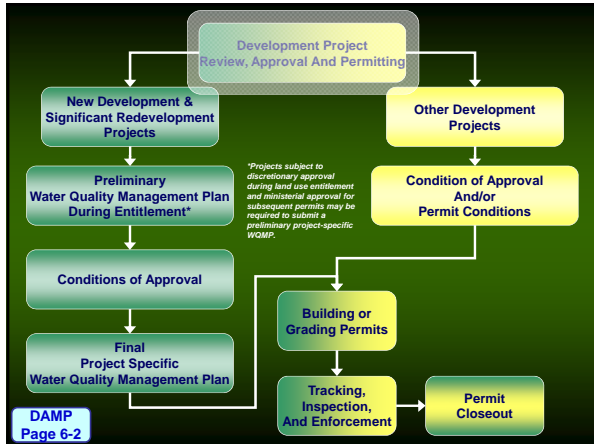 Development Project
Review, Approval And Permitting
New Development &
Significant Redevelopment
Projects
Other Development
Projects
Preliminary
Water Quality Management Plan
During Entitlement*
*Projects subject to
discretionary approval
during land use entitlement
and ministerial approval for
subsequent permits may be
required to submit a
preliminary project-specific
WQMP.
Condition of Approval
And/or
Permit Conditions
Conditions of Approval
Building or
Grading Permits
Final
Project Specific
Water Quality Management Plan
Tracking,
Inspection,
And Enforcement
Permit
Closeout
DAMP
Page 6-2